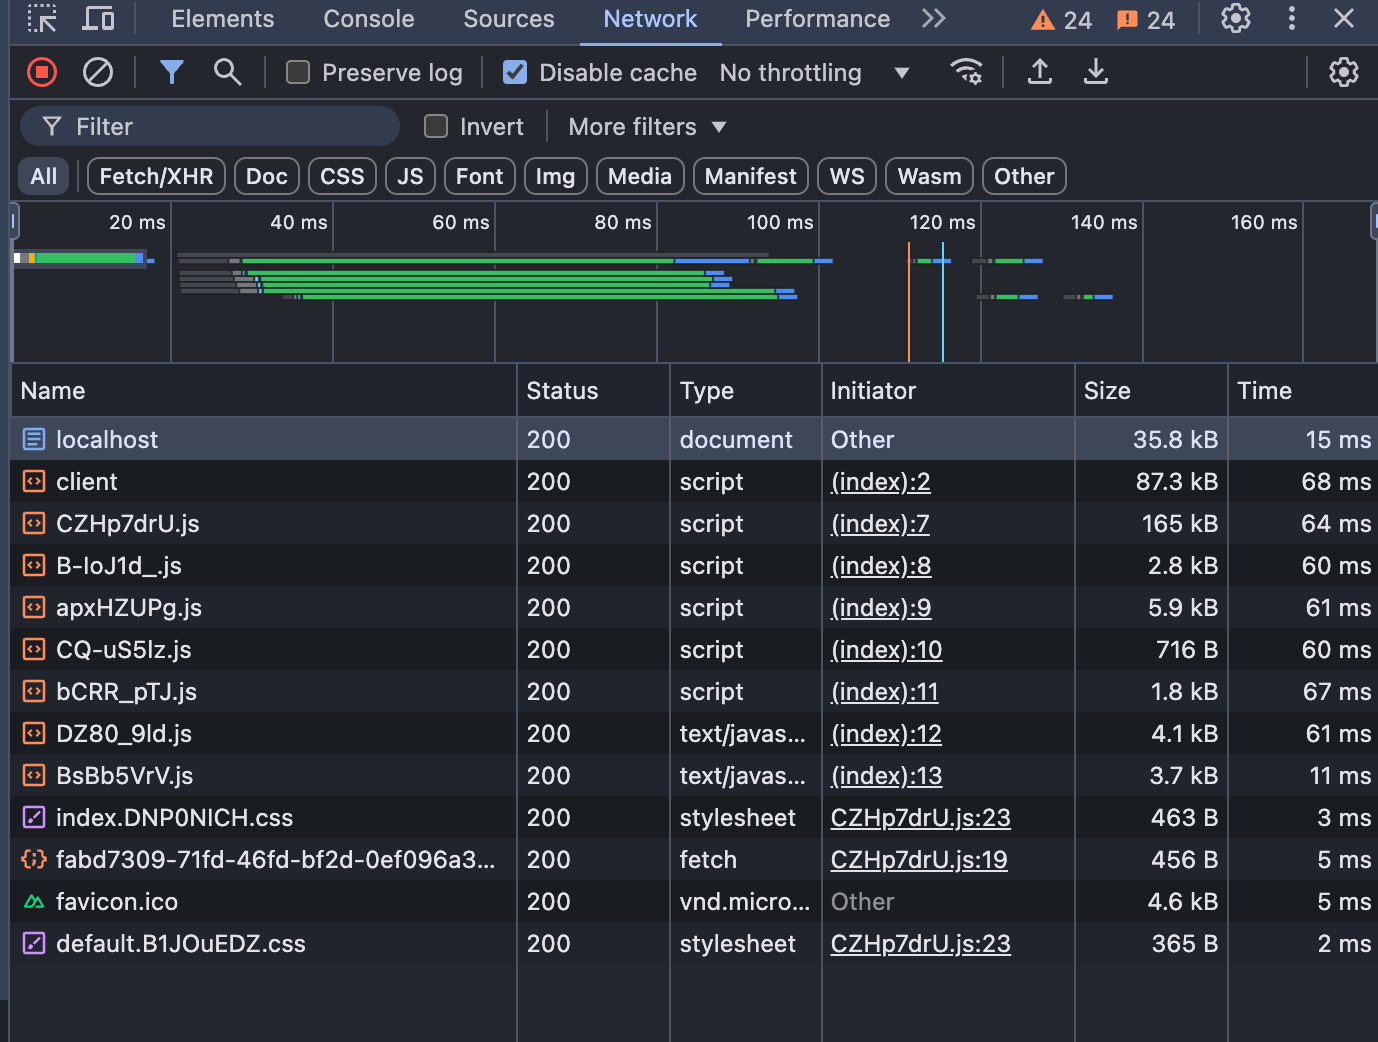 Elements Console Sources Network Performance 24 24
Preserve log Disable cache No throttling
Filter Invert More filters
All Fetch/XHR Doc CSS JS Font Img Media Manifest WS Wasm Other
20 ms 40 ms 60 ms 80 ms 100 ms 120 ms 140 ms 160 ms
Name Status Type Initiator Size Time
localhost 200 document Other 35.8 kB 15 ms
client 200 script (index):2 87.3 kB 68 ms
CZHp7drU.js 200 script (index):7 165 kB 64 ms
B-IoJ1d_.js 200 script (index):8 2.8 kB 60 ms
apxHZUPg.js 200 script (index):9 5.9 kB 61 ms
CQ-uS5lz.js 200 script (index):10 716 B 60 ms
bCRR_pTJ.js 200 script (index):11 1.8 kB 67 ms
DZ80_9ld.js 200 text/javas... (index):12 4.1 kB 61 ms
BsBb5VrV.js 200 text/javas... (index):13 3.7 kB 11 ms
index.DNP0NICH.css 200 stylesheet CZHp7drU.js:23 463 B 3 ms
fabd7309-71fd-46fd-bf2d-0ef096a3... 200 fetch CZHp7drU.js:19 456 B 5 ms
favicon.ico 200 vnd.micro... Other 4.6 kB 5 ms
default.B1JOuEDZ.css 200 stylesheet CZHp7drU.js:23 365 B 2 ms